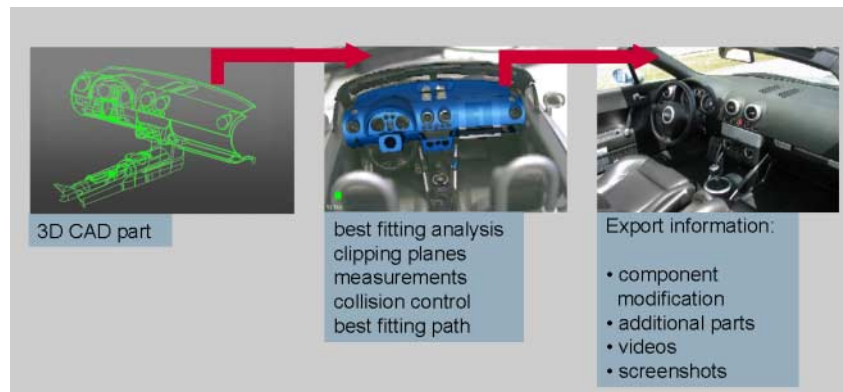 3D CAD part
best fitting analysis
clipping planes
measurements
collision control
best fitting path
Export information:
• component
modification
• additional parts
• videos
• screenshots